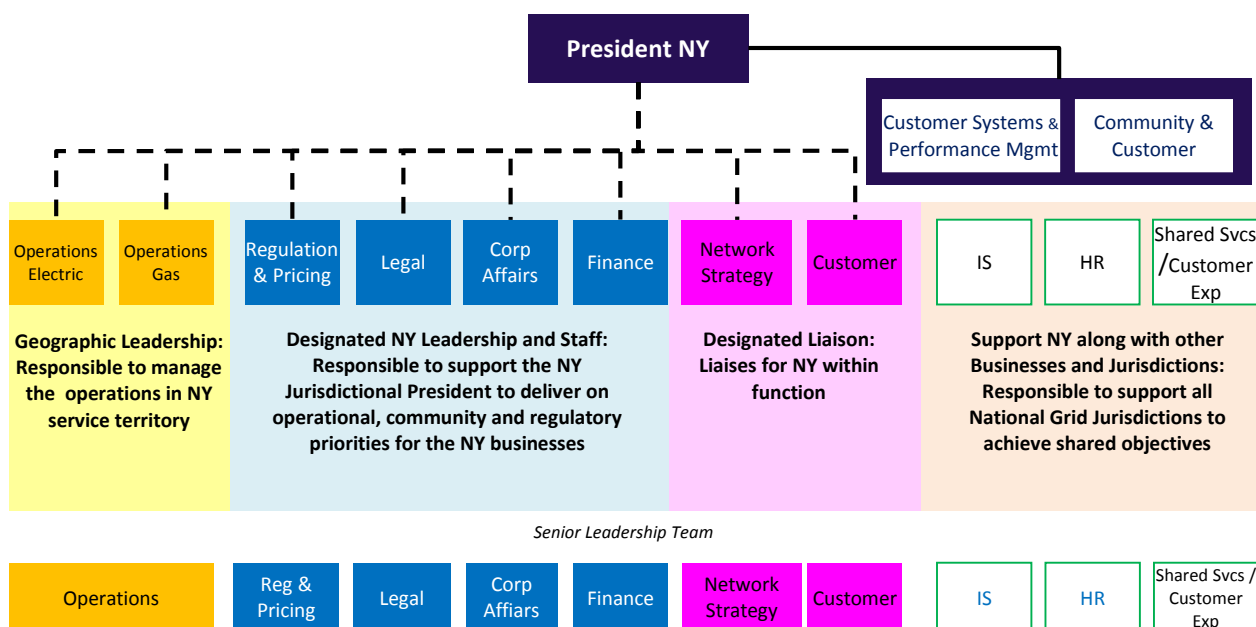 President NY
Customer Systems &
Performance Mgmt
Community &
Customer
Operations
Electric
Operations
Gas
Regulation
& Pricing
Legal
Corp
Affairs
Finance
Network
Strategy
Customer
IS
HR
Shared Svcs
/Customer
Exp
Geographic Leadership:
Responsible to manage
the operations in NY
service territory
Designated NY Leadership and Staff:
Responsible to support the NY
Jurisdictional President to deliver on
operational, community and regulatory
priorities for the NY businesses
Designated Liaison:
Liaises for NY within
function
Support NY along with other
Businesses and Jurisdictions:
Responsible to support all
National Grid Jurisdictions to
achieve shared objectives
Senior Leadership Team
Operations
Reg &
Pricing
Legal
Corp
Affiars
Finance
Network
Strategy
Customer
IS
HR
Shared Svcs /
Customer
Exp